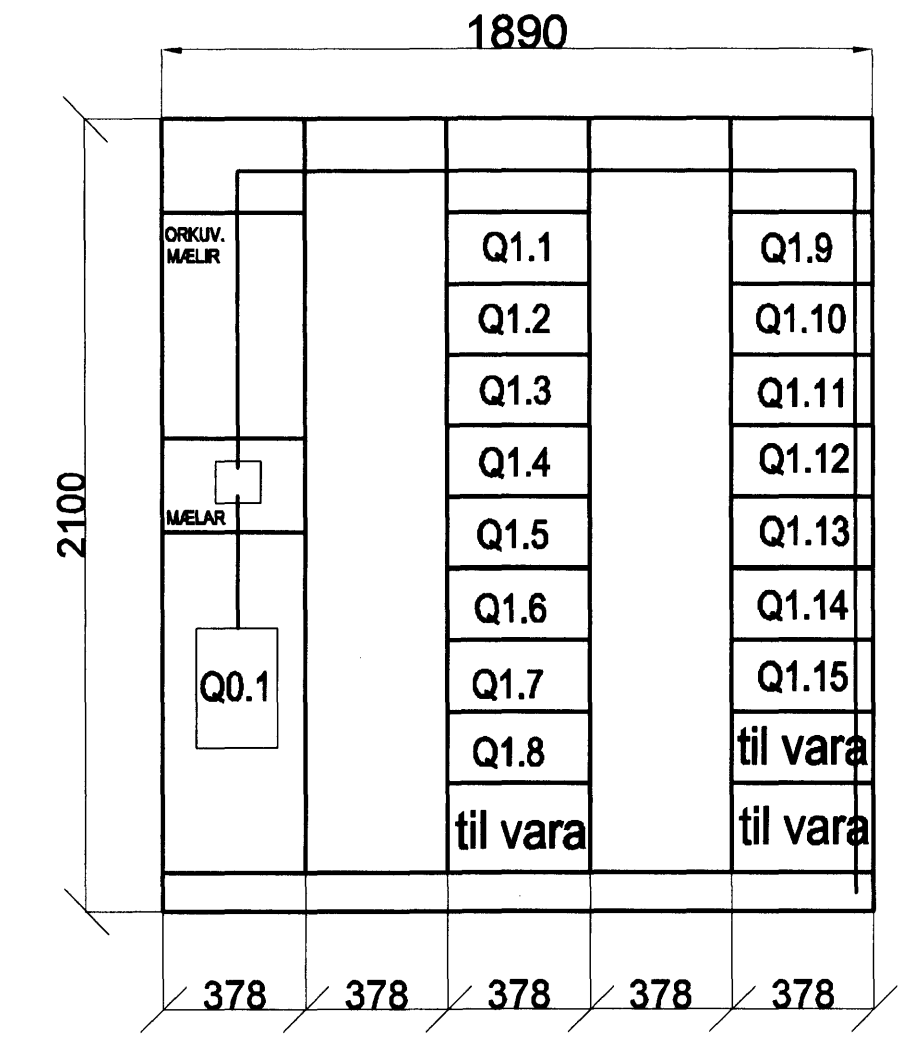 1890
ORKUV.
MÆLIR
MÆLAR
Q0.1
2100
Q1.1
Q1.2
Q1.3
Q1.4
Q1.5
Q1.6
Q1.7
Q1.8
til vara
Q1.9
Q1.10
Q1.11
Q1.12
Q1.13
Q1.14
Q1.15
til vara
til vara
378 378 378 378 378